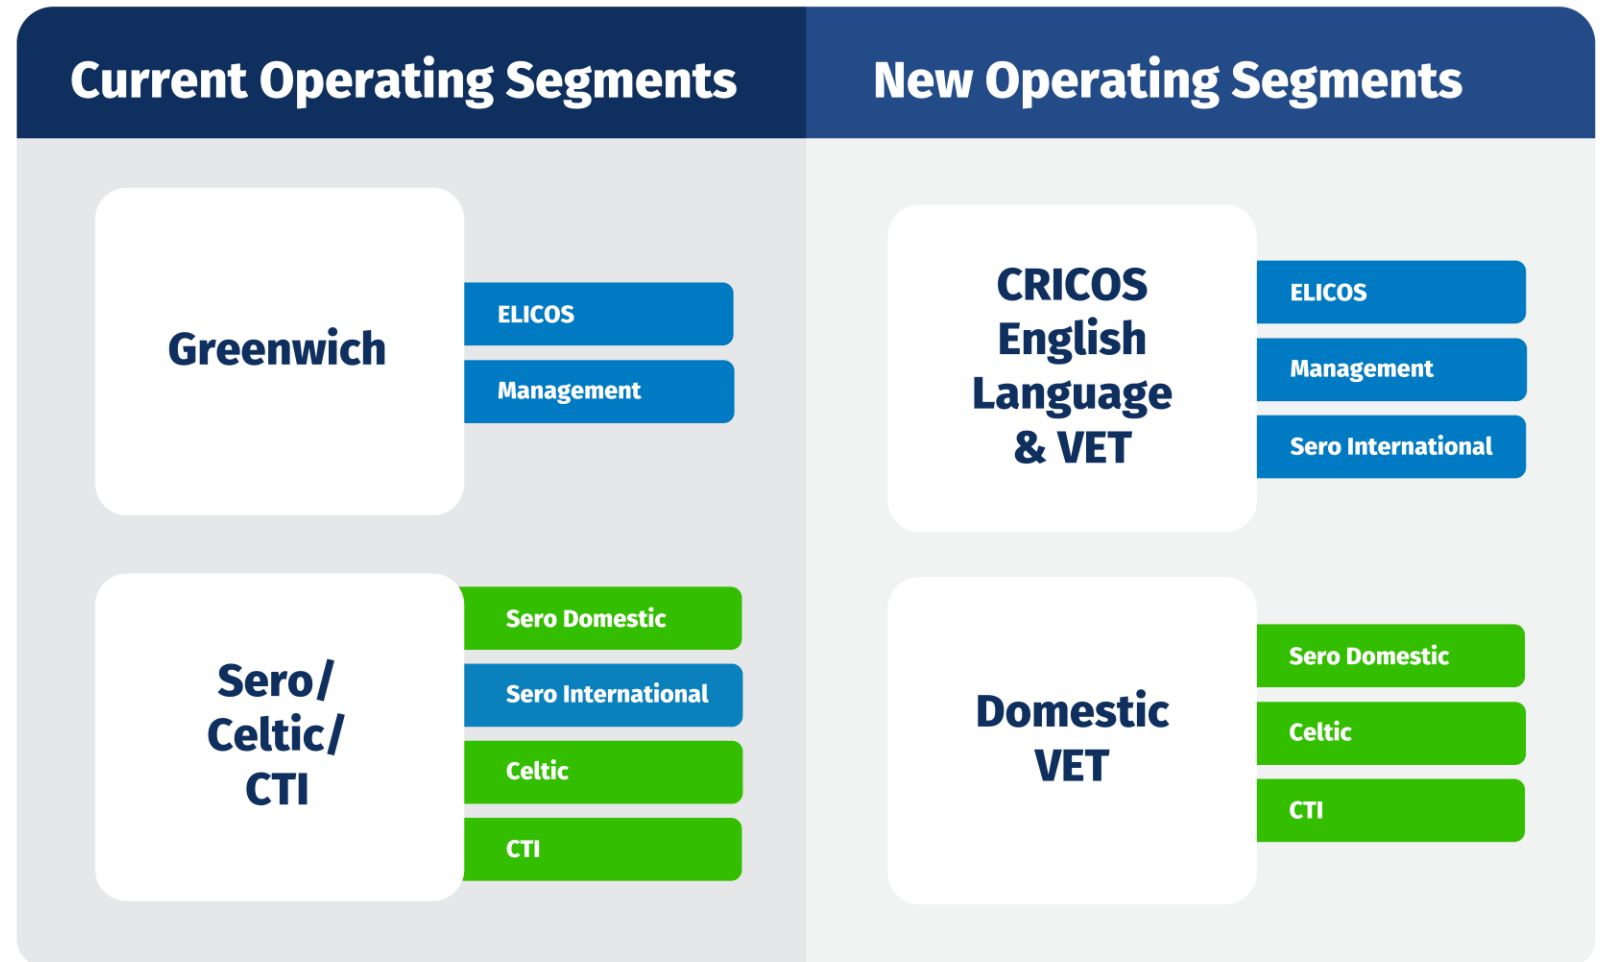 Current Operating Segments
New Operating Segments
Greenwich
ELICOS
Management
Sero/
Celtic/
CTI
Sero Domestic
Sero International
Celtic
CTI
CRICOS
English
Language
& VET
ELICOS
Management
Sero International
Domestic
VET
Sero Domestic
Celtic
CTI